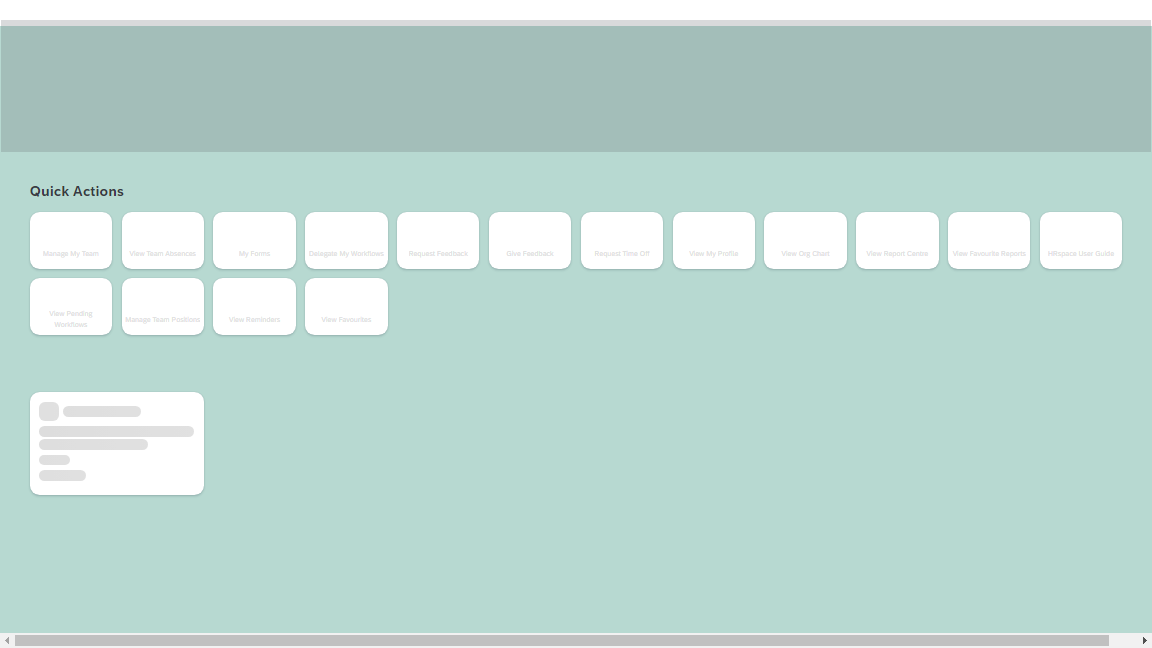 Quick Actions
Manage My Team
View Team Absences
My Forms
Delegate My Workflows
Request Feedback
Give Feedback
Request Time Off
View My Profile
View Org Chart
View Report Centre
View Favourite Reports
HRspace User Guide
View Pending
Workflows
Manage Team Positions
View Reminders
View Favourites